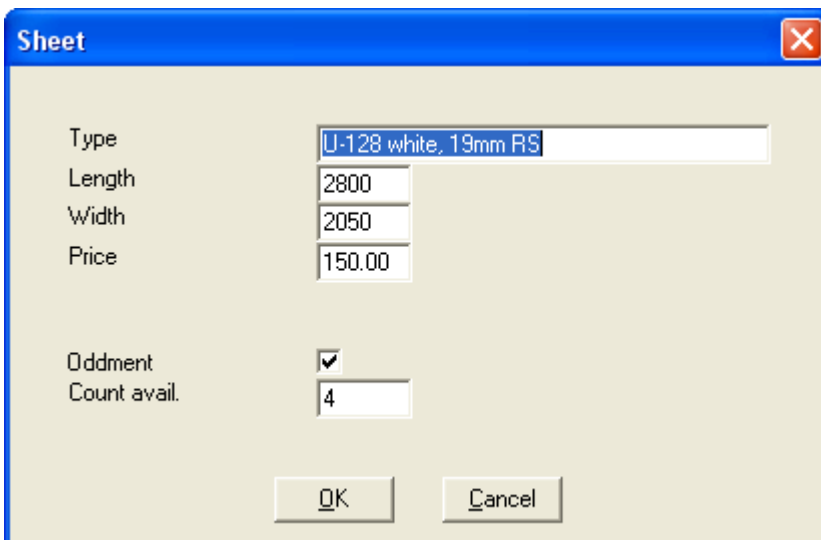 Sheet
Type U-128 white, 19mm RS
Length 2800
Width 2050
Price 150.00
Oddment
Count avail. 4
OK Cancel